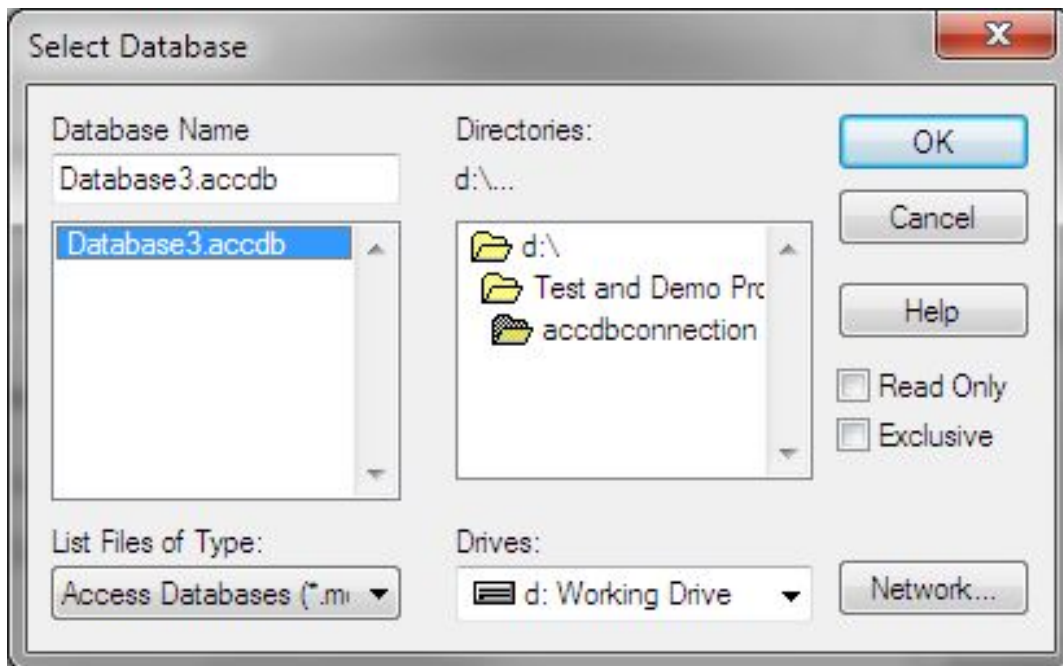 Select Database
Database Name
Database3.accdb
Database3.accdb
List Files of Type:
Access Databases (*.m
Directories:
d:\...
d:\
Test and Demo Prc
accdbconnection
Drives:
d: Working Drive
OK
Cancel
Help
Read Only
Exclusive
Network...